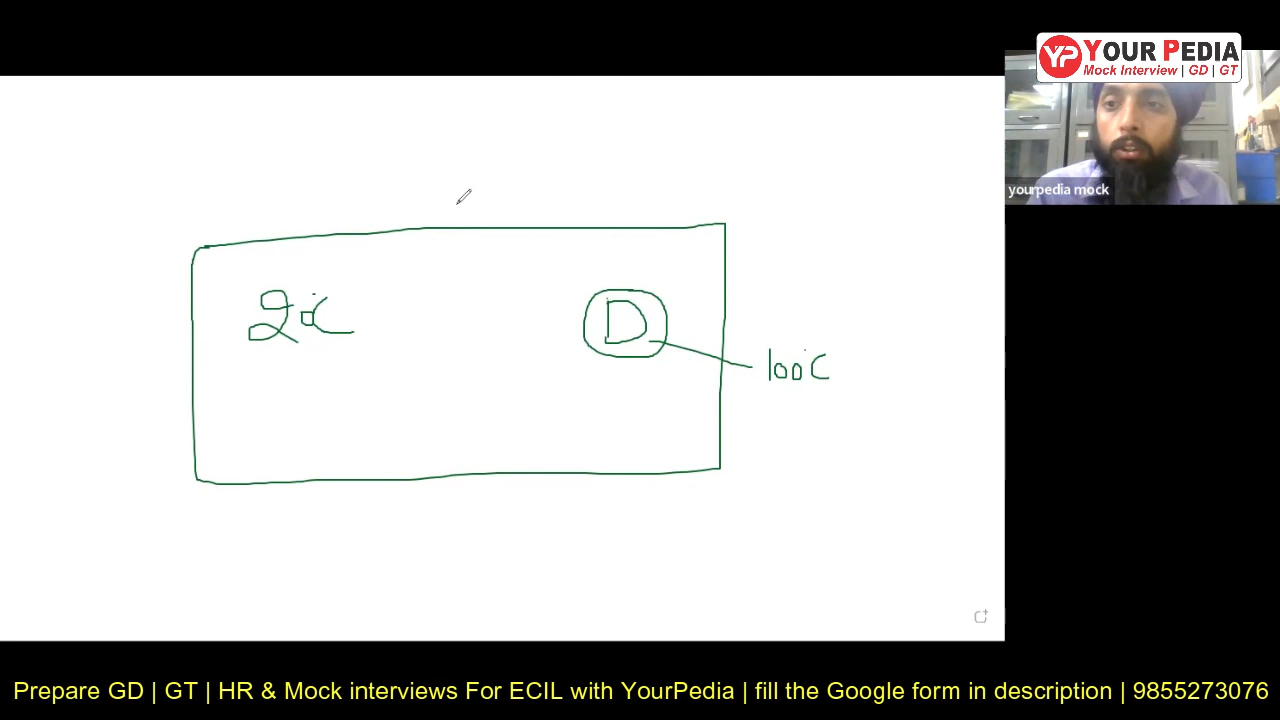 YP YOUR PEDIA
Mock Interview | GD | GT
yourpedia mock
D
100°C
Prepare GD | GT | HR & Mock interviews For ECIL with YourPedia | fill the Google form in description | 9855273076